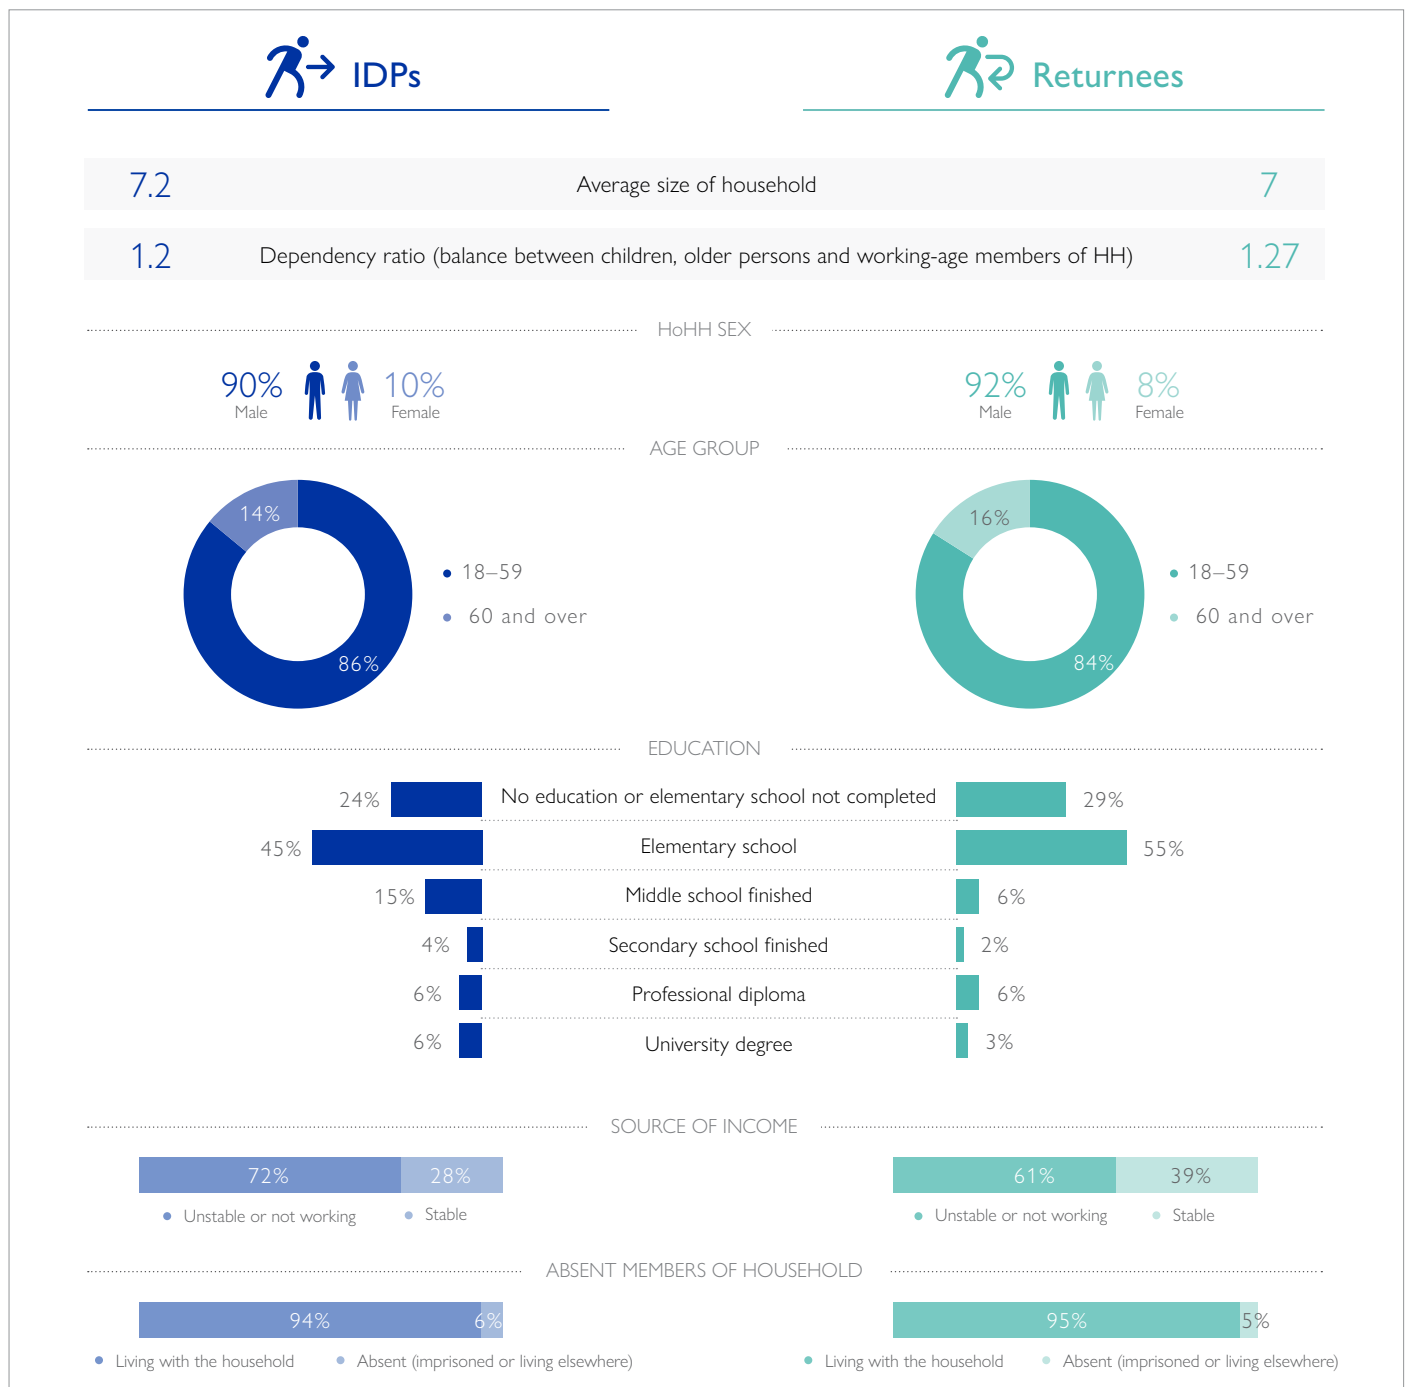 IDPs
Returnees
7.2 Average size of household 7
1.2 Dependency ratio (balance between children, older persons and working-age members of HH) 1.27
HoHH SEX
90% 10% 92% 8%
Male Female Male Female
AGE GROUP
14% 16%
18–59 18–59
60 and over 60 and over
86% 84%
EDUCATION
24% No education or elementary school not completed 29%
45% Elementary school 55%
15% Middle school finished 6%
4% Secondary school finished 2%
6% Professional diploma 6%
6% University degree 3%
SOURCE OF INCOME
72% 28% 61% 39%
Unstable or not working Stable Unstable or not working Stable
ABSENT MEMBERS OF HOUSEHOLD
94% 6% 95% 5%
Living with the household Absent (imprisoned or living elsewhere) Living with the household Absent (imprisoned or living elsewhere)